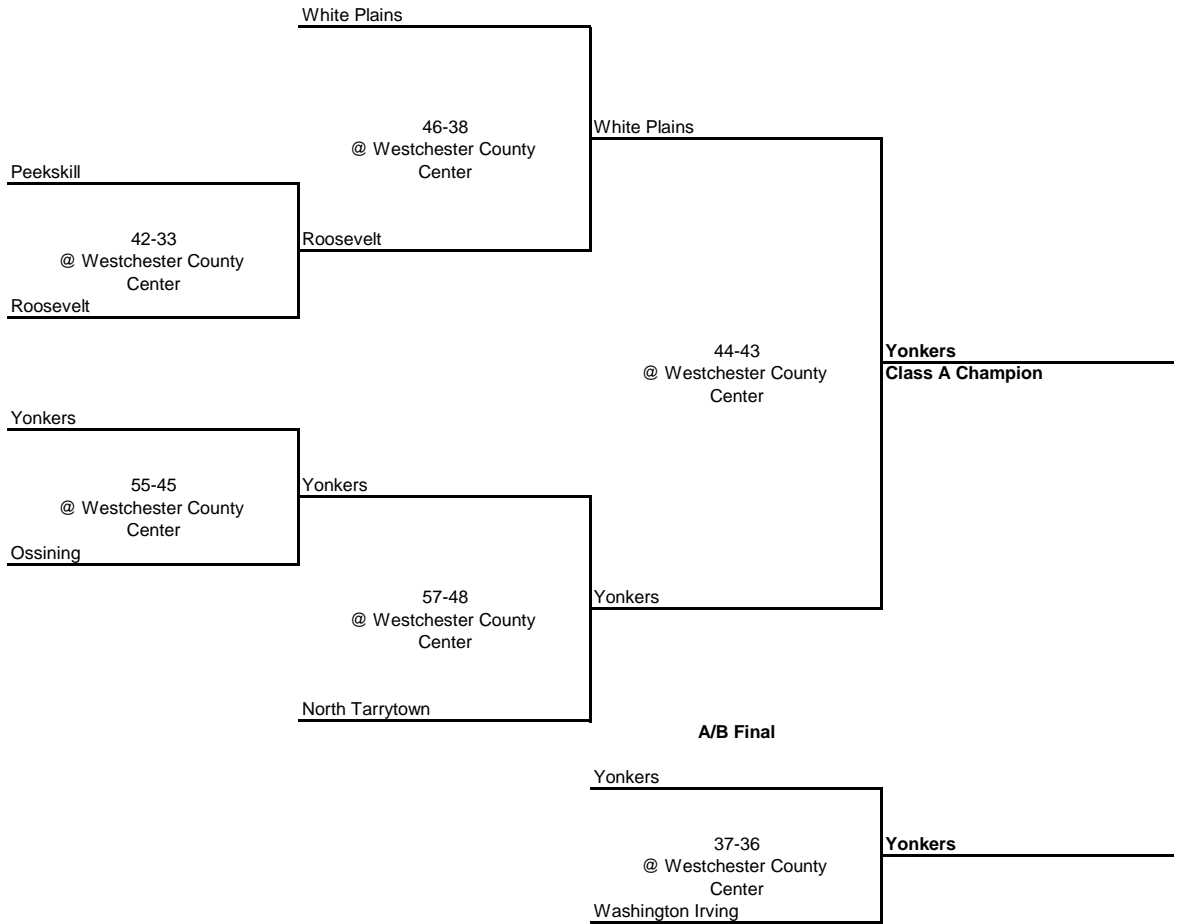 White Plains
46-38
@ Westchester County
Center
White Plains
Peekskill
42-33
@ Westchester County
Center
Roosevelt
Roosevelt
44-43
@ Westchester County
Center
Yonkers
Class A Champion
Yonkers
55-45
@ Westchester County
Center
Yonkers
Ossining
57-48
@ Westchester County
Center
Yonkers
North Tarrytown
A/B Final
Yonkers
37-36
@ Westchester County
Center
Yonkers
Washington Irving